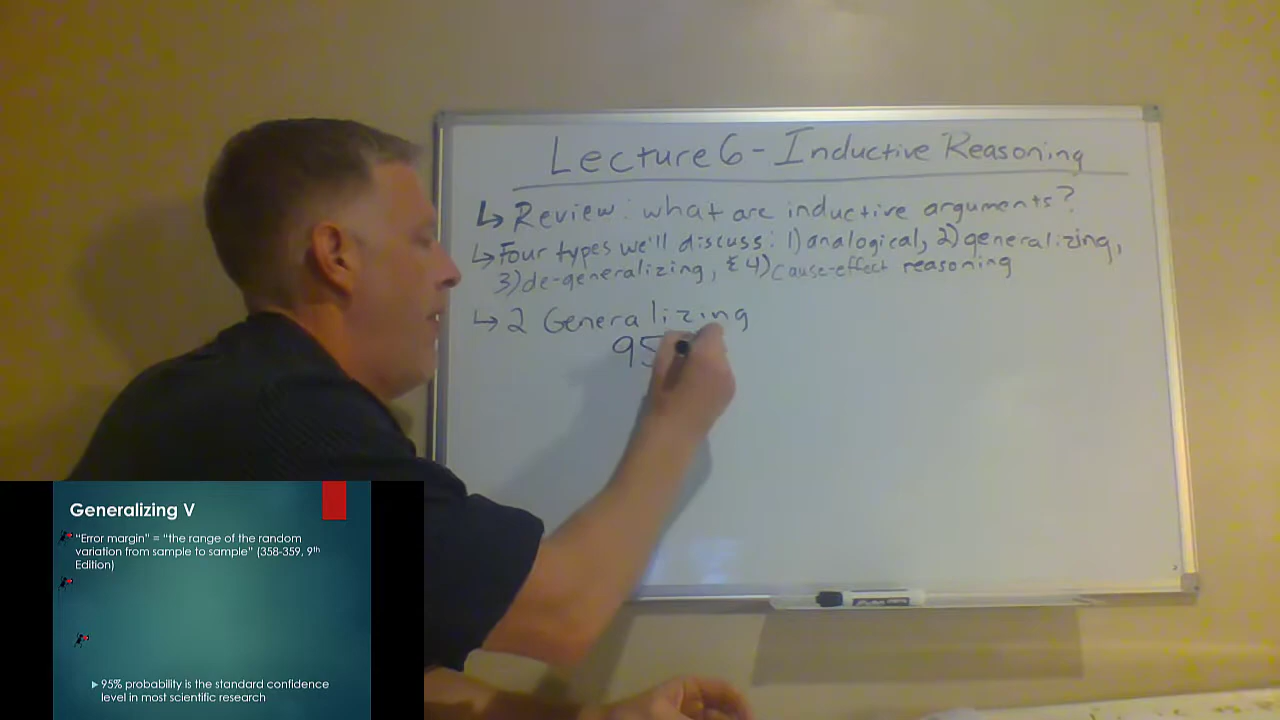 Lecture 6 - Inductive Reasoning
↳ Review: what are inductive arguments?
↳ Four types we'll discuss: 1) analogical, 2) generalizing,
3) de-generalizing, & 4) cause-effect reasoning
↳ 2 Generalizing
95
Generalizing V
"Error margin" = "the range of the random
variation from sample to sample" (358-359, 9th
Edition)
▶ 95% probability is the standard confidence
level in most scientific research